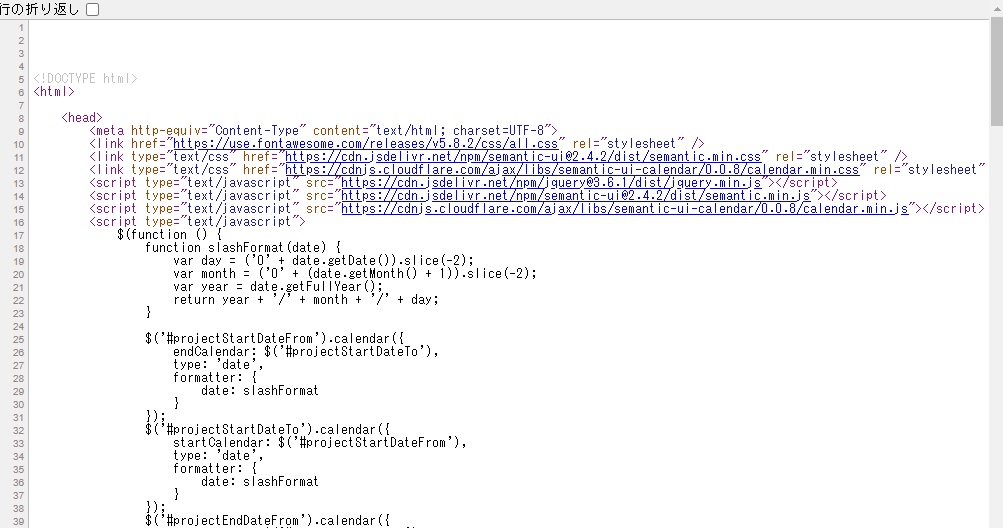 行の折り返し
1
2
3
4
5 <!DOCTYPE html>
6 <html>
7
8 <head>
9 <meta http-equiv="Content-Type" content="text/html; charset=UTF-8">
10 <link href="https://use.fontawesome.com/releases/v5.8.2/css/all.css" rel="stylesheet" />
11 <link type="text/css" href="https://cdn.jsdelivr.net/npm/semantic-ui@2.4.2/dist/semantic.min.css" rel="stylesheet" />
12 <link type="text/css" href="https://cdnjs.cloudflare.com/ajax/libs/semantic-ui-calendar/0.0.8/calendar.min.css" rel="stylesheet"
13 <script type="text/javascript" src="https://cdn.jsdelivr.net/npm/jquery@3.6.1/dist/jquery.min.js"></script>
14 <script type="text/javascript" src="https://cdn.jsdelivr.net/npm/semantic-ui@2.4.2/dist/semantic.min.js"></script>
15 <script type="text/javascript" src="https://cdnjs.cloudflare.com/ajax/libs/semantic-ui-calendar/0.0.8/calendar.min.js"></script>
16 <script type="text/javascript">
17 $(function () {
18 function slashFormat(date) {
19 var day = ('0' + date.getDate()).slice(-2);
20 var month = ('0' + (date.getMonth() + 1)).slice(-2);
21 var year = date.getFullYear();
22 return year + '/' + month + '/' + day;
23 }
24
25 $('#projectStartDateFrom').calendar({
26 endCalendar: $('#projectStartDateTo'),
27 type: 'date',
28 formatter: {
29 date: slashFormat
30 }
31 });
32 $('#projectStartDateTo').calendar({
33 startCalendar: $('#projectStartDateFrom'),
34 type: 'date',
35 formatter: {
36 date: slashFormat
37 }
38 });
39 $('#projectEndDateFrom').calendar({